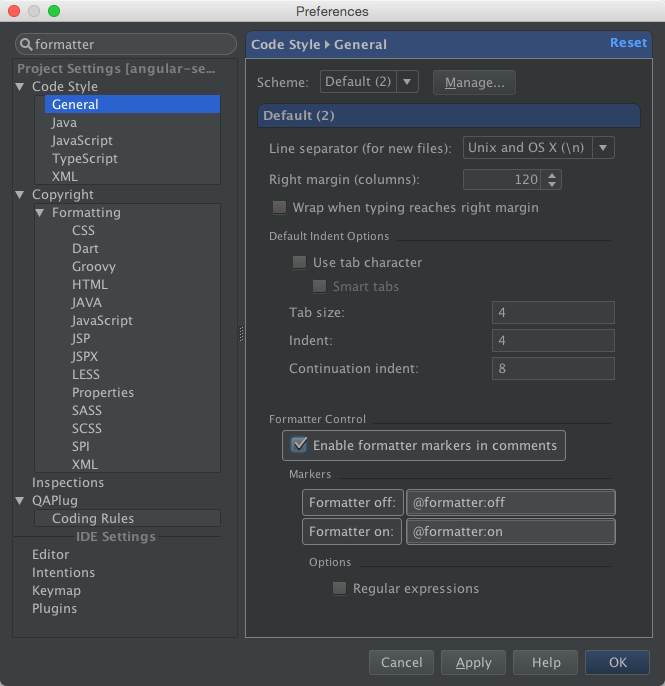 Preferences
formatter
Project Settings [angular-se...
Code Style
General
Java
JavaScript
TypeScript
XML
Copyright
Formatting
CSS
Dart
Groovy
HTML
JAVA
JavaScript
JSP
JSPX
LESS
Properties
SASS
SCSS
SPI
XML
Inspections
QAPlug
Coding Rules
IDE Settings
Editor
Intentions
Keymap
Plugins
Code Style ▸ General
Reset
Scheme: Default (2) Manage...
Default (2)
Line separator (for new files): Unix and OS X (\n)
Right margin (columns): 120
Wrap when typing reaches right margin
Default Indent Options
Use tab character
Smart tabs
Tab size: 4
Indent: 4
Continuation indent: 8
Formatter Control
Enable formatter markers in comments
Markers
Formatter off: @formatter:off
Formatter on: @formatter:on
Options
Regular expressions
Cancel Apply Help OK